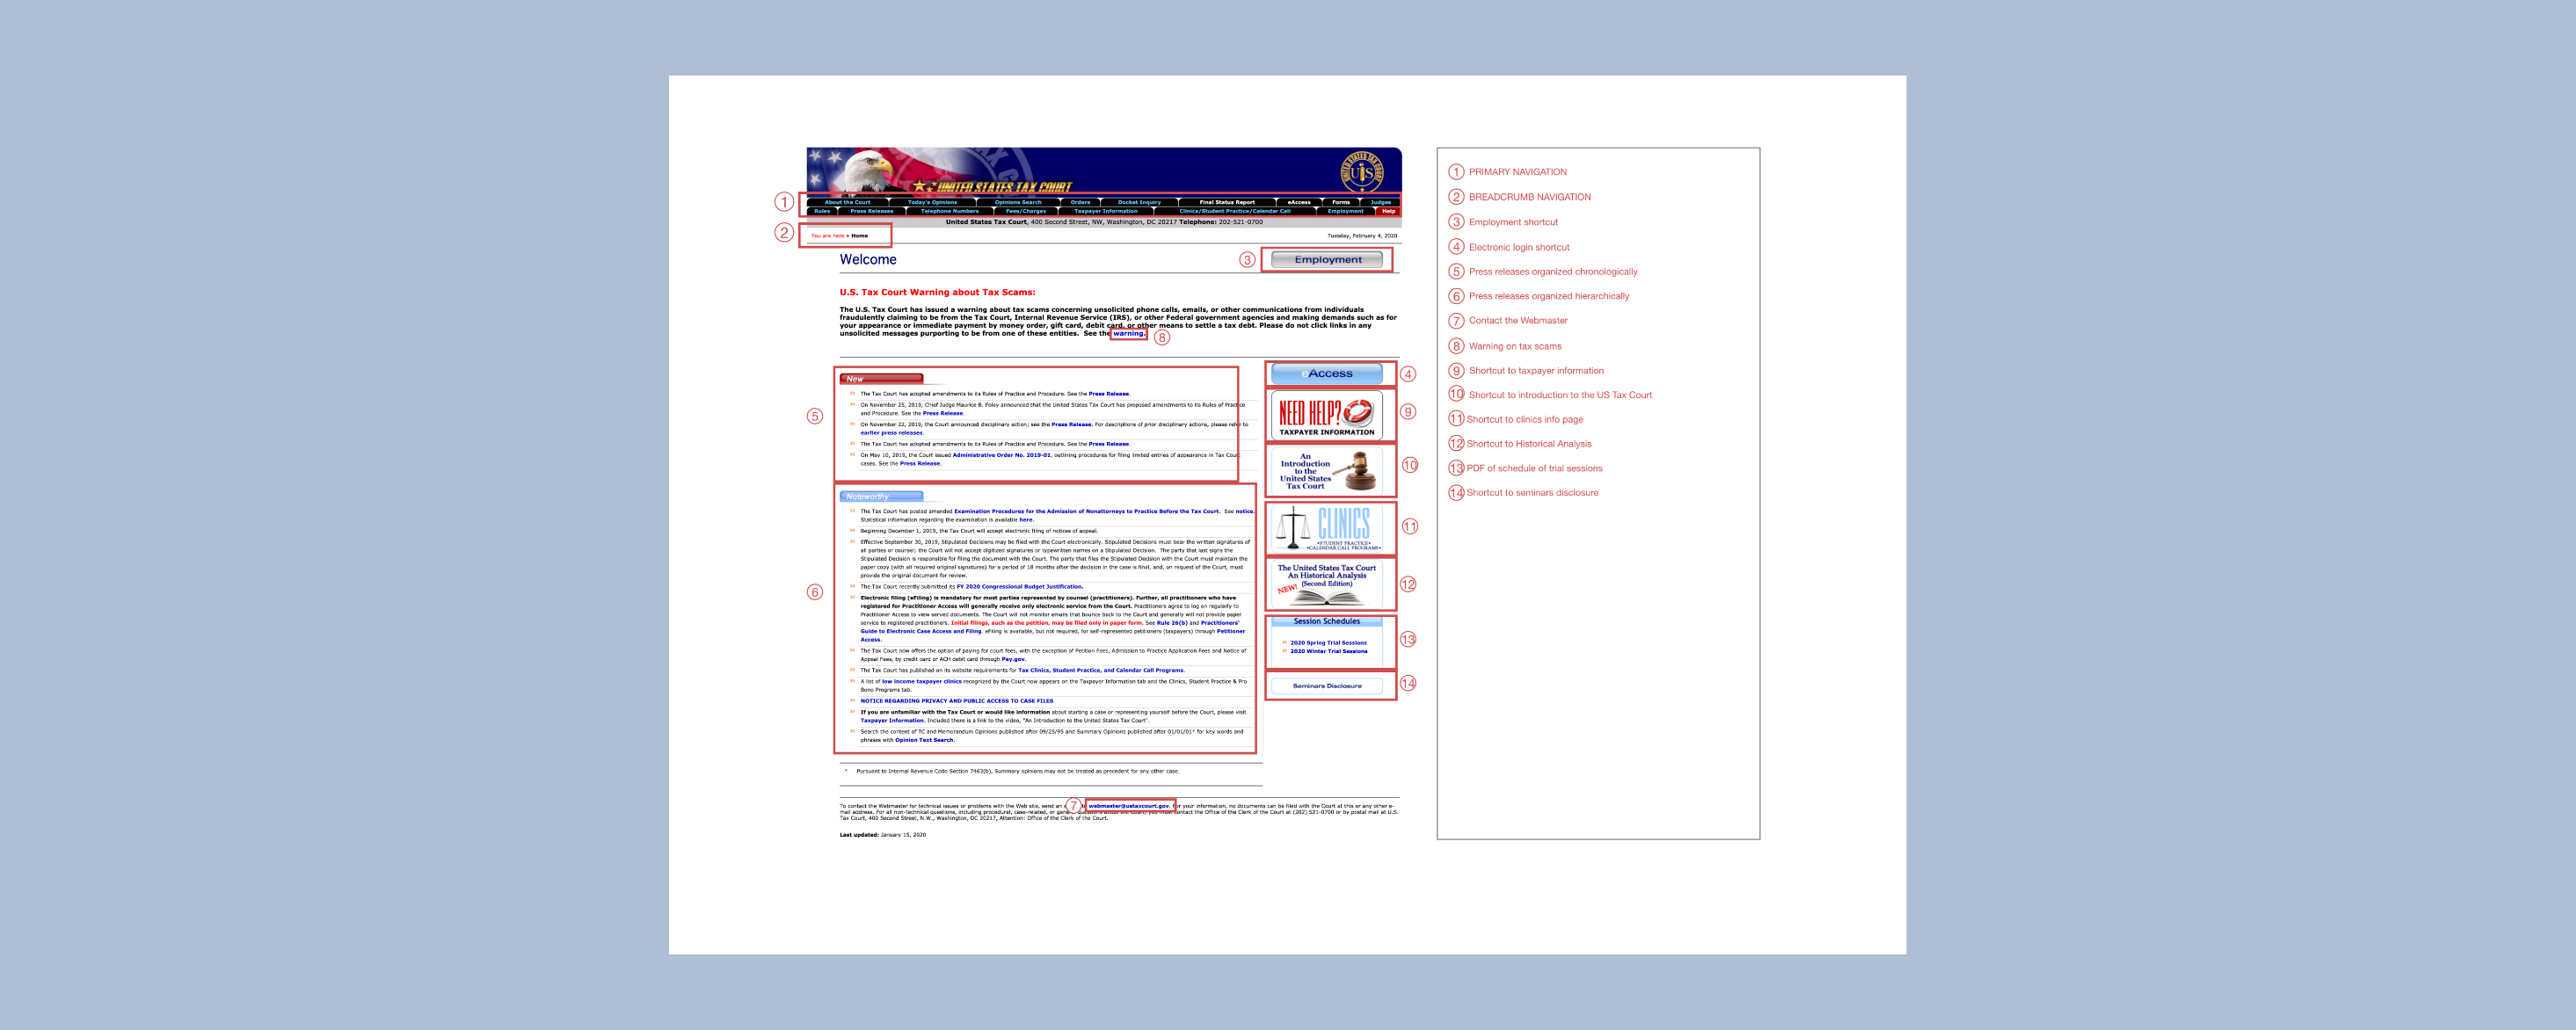 UNITED STATES TAX COURT
UNITED STATES TAX COURT
US
1
About the Court Today's Opinions Opinions Search Orders Docket Inquiry Final Status Report eAccess Forms Judges
Rules Press Releases Telephone Numbers Fees/Charges Taxpayer Information Clinics/Student Practice/Calendar Call Employment Help
United States Tax Court, 400 Second Street, NW, Washington, DC 20217 Telephone: 202-521-0700
2
You are here • Home
Tuesday, February 4, 2020
Welcome
3
Employment
U.S. Tax Court Warning about Tax Scams:
The U.S. Tax Court has issued a warning about tax scams concerning unsolicited phone calls, emails, or other communications from individuals
fraudulently claiming to be from the Tax Court, Internal Revenue Service (IRS), or other Federal government agencies and making demands such as for
your appearance or immediate payment by money order, gift card, debit card, or other means to settle a tax debt. Please do not click links in any
unsolicited messages purporting to be from one of these entities. See the warning.
8
5
New
The Tax Court has adopted amendments to its Rules of Practice and Procedure. See the Press Release.
On November 25, 2019, Chief Judge Maurice B. Foley announced that the United States Tax Court has proposed amendments to its Rules of Practice
and Procedure. See the Press Release.
On November 22, 2019, the Court announced disciplinary action; see the Press Release. For descriptions of prior disciplinary actions, please refer to
earlier press releases.
The Tax Court has adopted amendments to its Rules of Practice and Procedure. See the Press Release.
On May 10, 2019, the Court issued Administrative Order No. 2019-01, outlining procedures for filing limited entries of appearance in Tax Court
cases. See the Press Release.
6
Noteworthy
The Tax Court has posted amended Examination Procedures for the Admission of Nonattorneys to Practice Before the Tax Court. See notice.
Statistical information regarding the examination is available here.
Beginning December 1, 2019, the Tax Court will accept electronic filing of notices of appeal.
Effective September 30, 2019, Stipulated Decisions may be filed with the Court electronically. Stipulated Decisions must bear the written signatures of
all parties or counsel; the Court will not accept digitized signatures or typewritten names on a Stipulated Decision. The party that last signs the
Stipulated Decision is responsible for filing the document with the Court. The party that files the Stipulated Decision with the Court must maintain the
paper copy (with all required original signatures) for a period of 18 months after the decision in the case is final, and, on request of the Court, must
provide the original document for review.
The Tax Court recently submitted its FY 2020 Congressional Budget Justification.
Electronic filing (eFiling) is mandatory for most parties represented by counsel (practitioners). Further, all practitioners who have
registered for Practitioner Access will generally receive only electronic service from the Court. Practitioners agree to log on regularly to
Practitioner Access to view served documents. The Court will not monitor emails that bounce back to the Court and generally will not provide paper
service to registered practitioners. Initial filings, such as the petition, may be filed only in paper form. See Rule 26(b) and Practitioners'
Guide to Electronic Case Access and Filing. eFiling is available, but not required, for self-represented petitioners (taxpayers) through Petitioner
Access.
The Tax Court now offers the option of paying for court fees, with the exception of Petition Fees, Admission to Practice Application Fees and Notice of
Appeal Fees, by credit card or ACH debit card through Pay.gov.
The Tax Court has published on its website requirements for Tax Clinics, Student Practice, and Calendar Call Programs.
A list of low income taxpayer clinics recognized by the Court now appears on the Taxpayer Information tab and the Clinics, Student Practice & Pro
Bono Programs tab.
NOTICE REGARDING PRIVACY AND PUBLIC ACCESS TO CASE FILES
If you are unfamiliar with the Tax Court or would like information about starting a case or representing yourself before the Court, please visit
Taxpayer Information. Included there is a link to the video, "An Introduction to the United States Tax Court".
Search the content of TC and Memorandum Opinions published after 09/25/95 and Summary Opinions published after 01/01/01* for key words and
phrases with Opinion Text Search.
* Pursuant to Internal Revenue Code Section 7463(b), Summary opinions may not be treated as precedent for any other case.
eAccess
4
NEED HELP?
TAXPAYER INFORMATION
9
An
Introduction
to the
United States
Tax Court
10
CLINICS
•STUDENT PRACTICE
•CALENDAR CALL PROGRAMS•
11
The United States Tax Court
An Historical Analysis
(Second Edition)
NEW!
12
Session Schedules
2020 Spring Trial Sessions
2020 Winter Trial Sessions
13
Seminars Disclosure
14
To contact the Webmaster for technical issues or problems with the Web site, send an 7 webmaster@ustaxcourt.gov. For your information, no documents can be filed with the Court at this or any other e-
mail address. For all non-technical questions, including procedural, case-related, or general contact the Office of the Clerk of the Court at (202) 521-0700 or by postal mail at U.S.
Tax Court, 400 Second Street, N.W., Washington, DC 20217, Attention: Office of the Clerk of the Court.
Last updated: January 15, 2020
1 PRIMARY NAVIGATION
2 BREADCRUMB NAVIGATION
3 Employment shortcut
4 Electronic login shortcut
5 Press releases organized chronologically
6 Press releases organized hierarchically
7 Contact the Webmaster
8 Warning on tax scams
9 Shortcut to taxpayer information
10 Shortcut to introduction to the US Tax Court
11 Shortcut to clinics info page
12 Shortcut to Historical Analysis
13 PDF of schedule of trial sessions
14 Shortcut to seminars disclosure